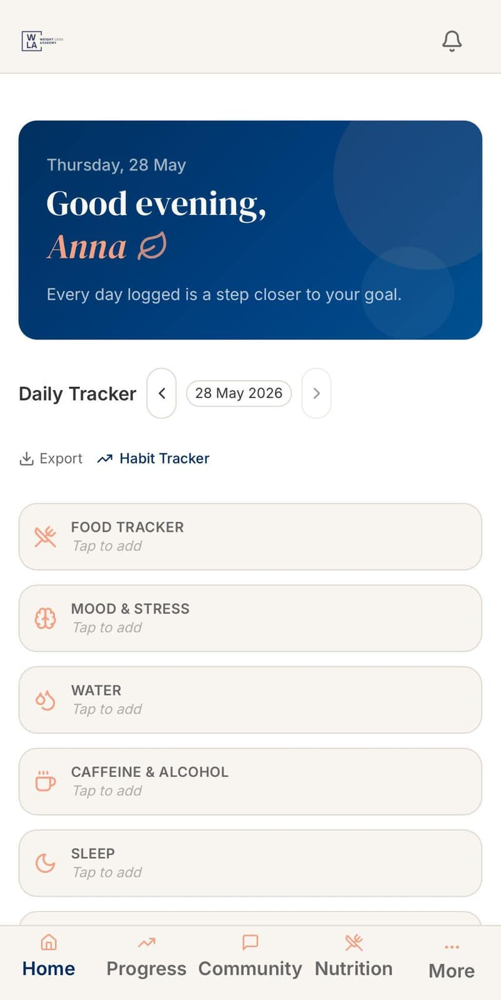 W
LA
WEIGHT LOSS
ACADEMY
Thursday, 28 May
Good evening,
Anna
Every day logged is a step closer to your goal.
Daily Tracker
28 May 2026
Export
Habit Tracker
FOOD TRACKER
Tap to add
MOOD & STRESS
Tap to add
WATER
Tap to add
CAFFEINE & ALCOHOL
Tap to add
SLEEP
Tap to add
Home
Progress
Community
Nutrition
More